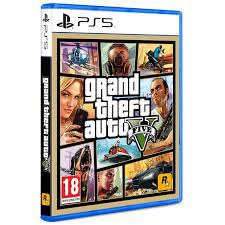 PS5
grand
theft
auto
FIVE
grand theft auto V
18
R